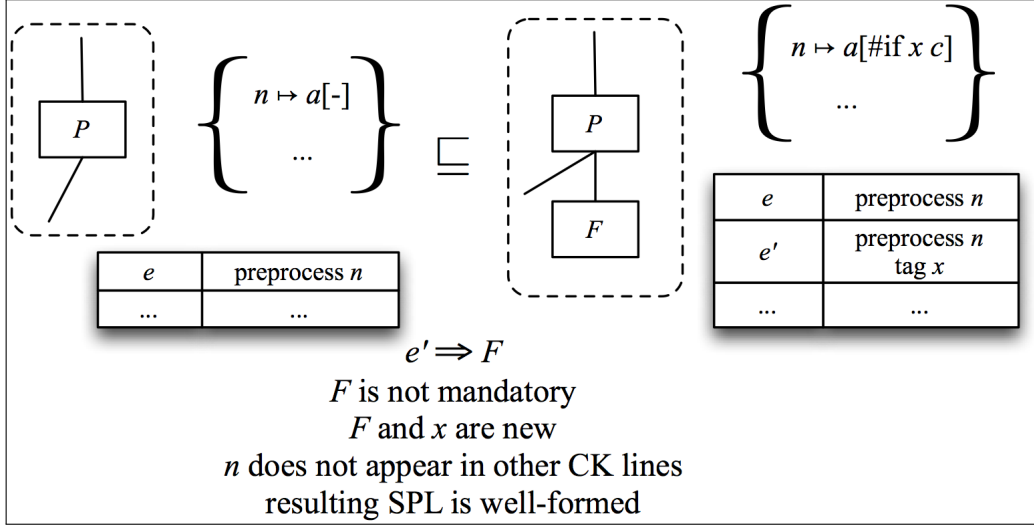 P
n ↦ a[-]
...
e preprocess n
... ...
⊑
P
F
n ↦ a[#if x c]
...
e preprocess n
e′ preprocess n
tag x
... ...
e′ ⟹ F
F is not mandatory
F and x are new
n does not appear in other CK lines
resulting SPL is well-formed